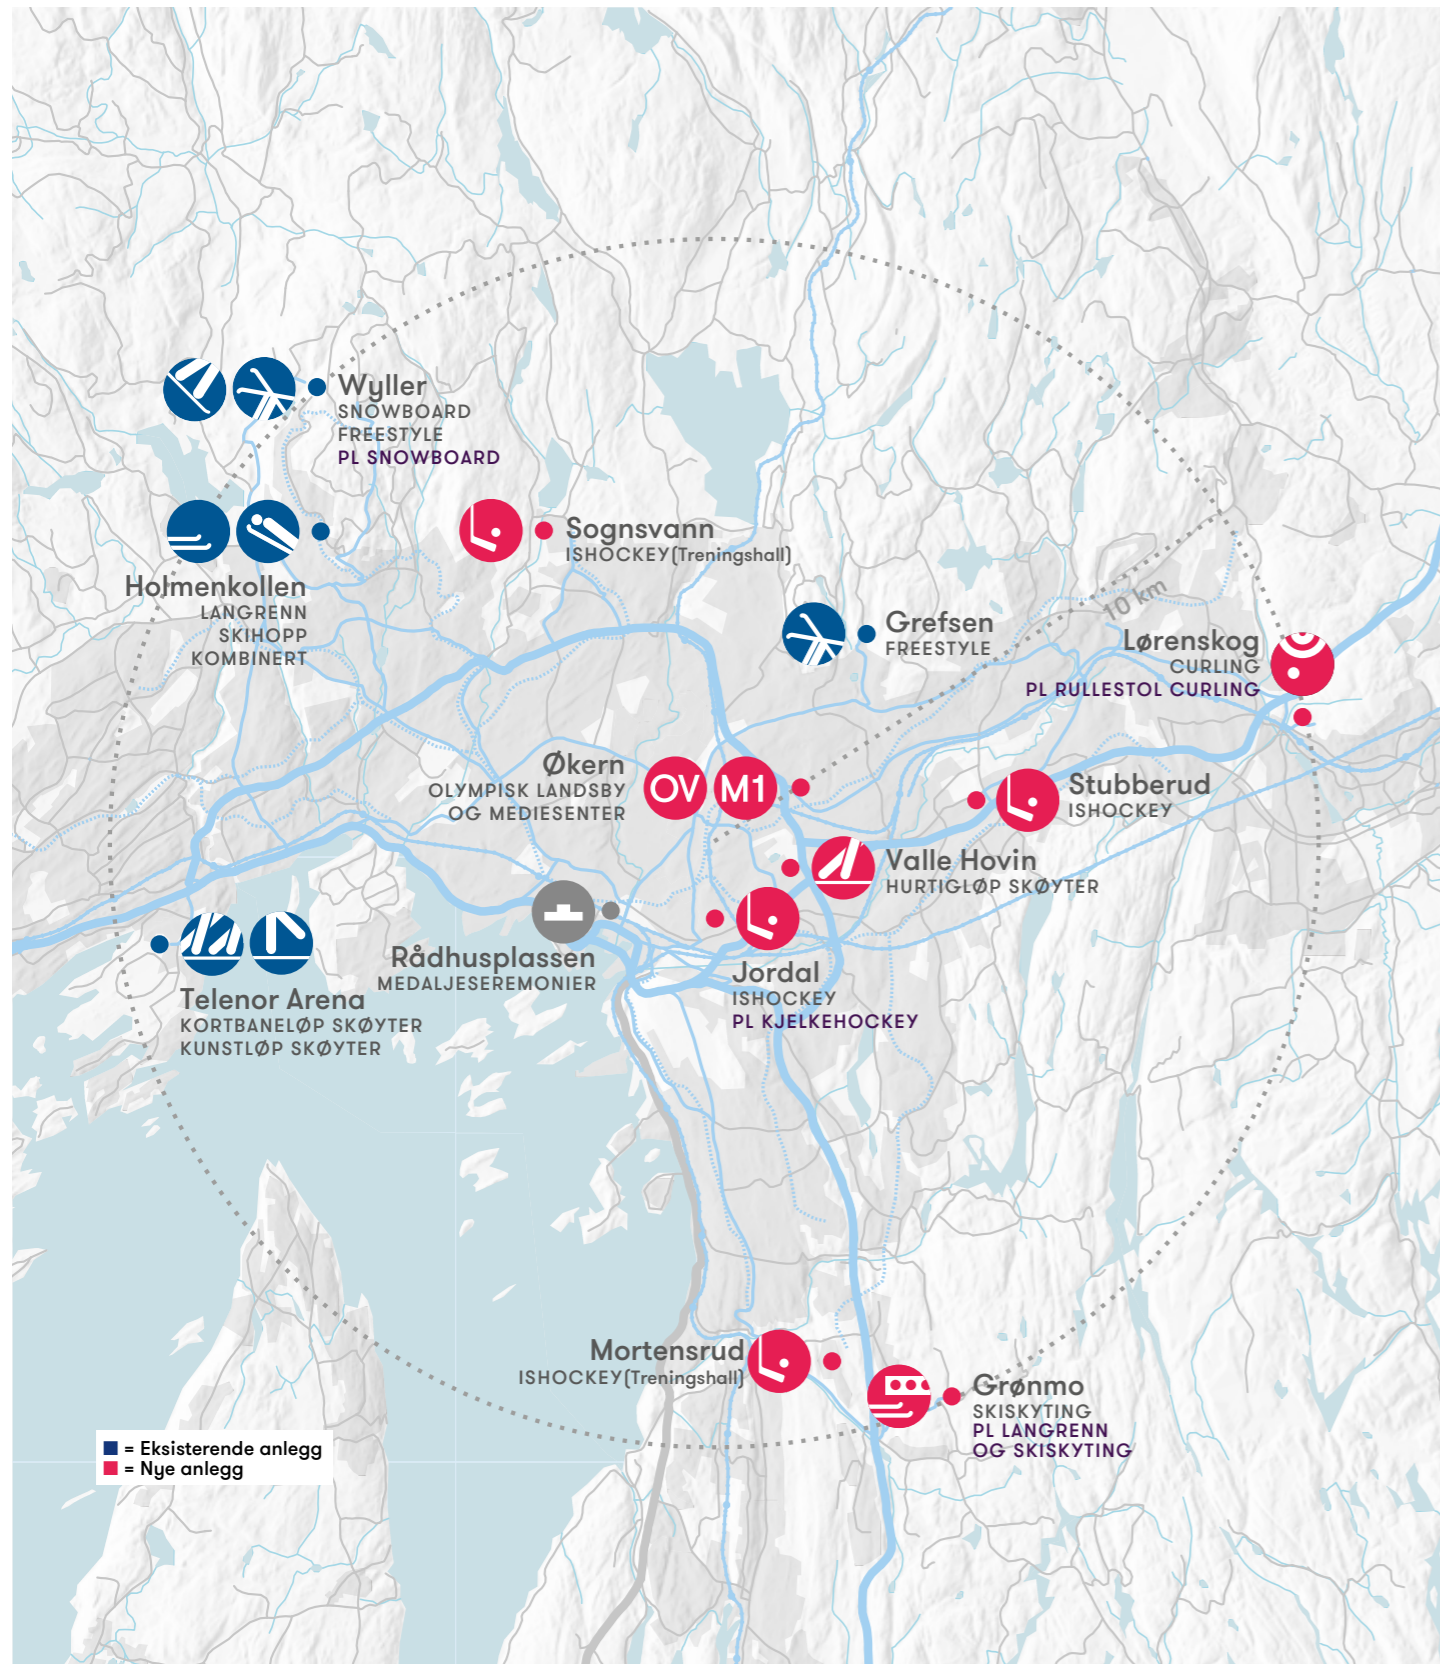 Wyller
SNOWBOARD
FREESTYLE
PL SNOWBOARD
Sognsvann
ISHOCKEY(Treningshall)
Holmenkollen
LANGRENN
SKIHOPP
KOMBINERT
10 km
Grefsen
FREESTYLE
Lørenskog
CURLING
PL RULLESTOL CURLING
Økern
OLYMPISK LANDSBY
OG MEDIESENTER
OV
M1
Stubberud
ISHOCKEY
Valle Hovin
HURTIGLØP SKØYTER
Rådhusplassen
MEDALJESEREMONIER
Jordal
ISHOCKEY
PL KJELKEHOCKEY
Telenor Arena
KORTBANELØP SKØYTER
KUNSTLØP SKØYTER
Mortensrud
ISHOCKEY(Treningshall)
Grønmo
SKISKYTING
PL LANGRENN
OG SKISKYTING
= Eksisterende anlegg
= Nye anlegg